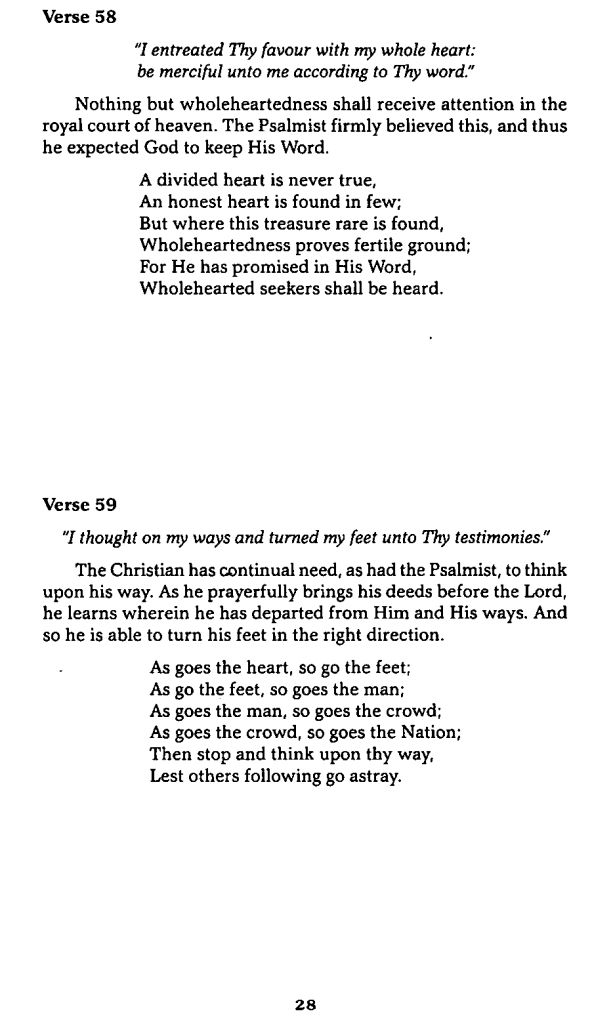 Verse 58
"I entreated Thy favour with my whole heart:
be merciful unto me according to Thy word."
Nothing but wholeheartedness shall receive attention in the
royal court of heaven. The Psalmist firmly believed this, and thus
he expected God to keep His Word.
A divided heart is never true,
An honest heart is found in few;
But where this treasure rare is found,
Wholeheartedness proves fertile ground;
For He has promised in His Word,
Wholehearted seekers shall be heard.
Verse 59
"I thought on my ways and turned my feet unto Thy testimonies."
The Christian has continual need, as had the Psalmist, to think
upon his way. As he prayerfully brings his deeds before the Lord,
he learns wherein he has departed from Him and His ways. And
so he is able to turn his feet in the right direction.
As goes the heart, so go the feet;
As go the feet, so goes the man;
As goes the man, so goes the crowd;
As goes the crowd, so goes the Nation;
Then stop and think upon thy way,
Lest others following go astray.
28